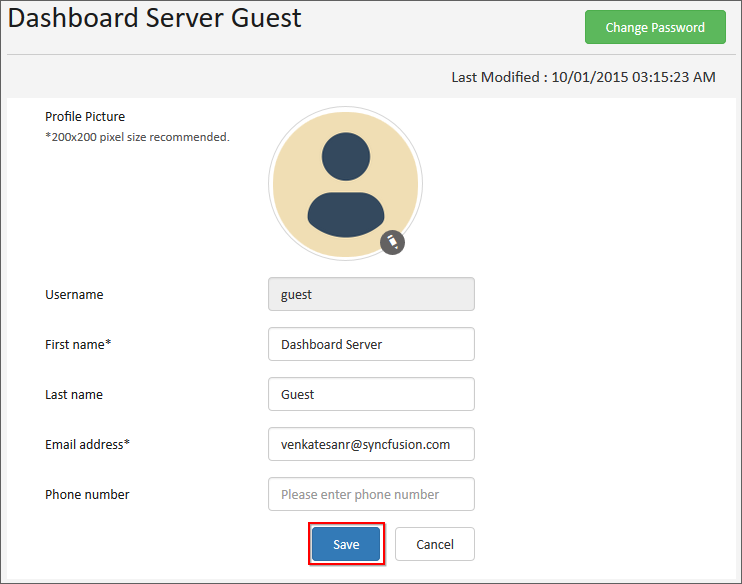 Dashboard Server Guest
Change Password
Last Modified : 10/01/2015 03:15:23 AM
Profile Picture
*200x200 pixel size recommended.
Username
guest
First name*
Dashboard Server
Last name
Guest
Email address*
venkatesanr@syncfusion.com
Phone number
Please enter phone number
Save
Cancel